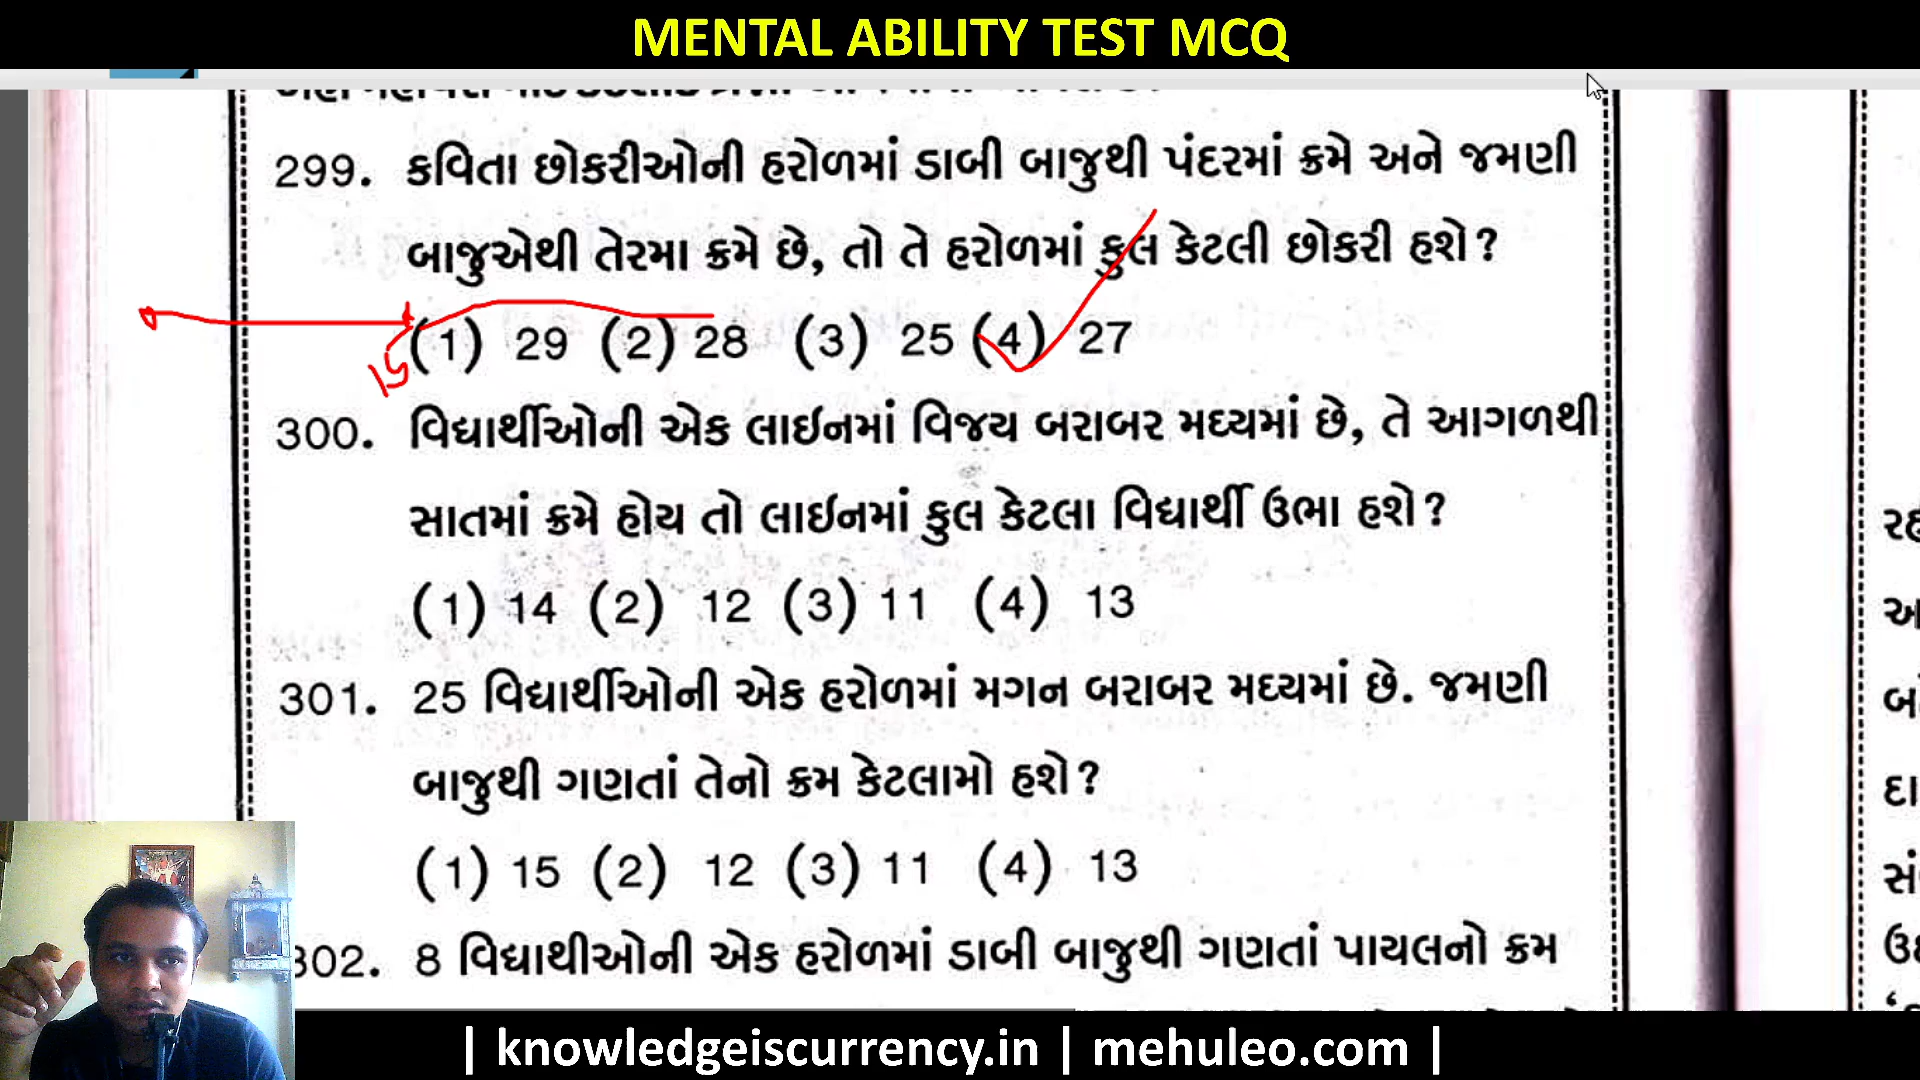 MENTAL ABILITY TEST MCQ
299. કવિતા છોકરીઓની હરોળમાં ડાબી બાજુથી પંદરમાં ક્રમે અને જમણી
બાજુએથી તેરમા ક્રમે છે, તો તે હરોળમાં કુલ કેટલી છોકરી હશે?
15
(1) 29 (2) 28 (3) 25 (4) 27
300. વિદ્યાર્થીઓની એક લાઇનમાં વિજય બરાબર મધ્યમાં છે, તે આગળથી
સાતમાં ક્રમે હોય તો લાઇનમાં કુલ કેટલા વિદ્યાર્થી ઉભા હશે?
(1) 14 (2) 12 (3) 11 (4) 13
301. 25 વિદ્યાર્થીઓની એક હરોળમાં મગન બરાબર મધ્યમાં છે. જમણી
બાજુથી ગણતાં તેનો ક્રમ કેટલામો હશે?
(1) 15 (2) 12 (3) 11 (4) 13
302. 8 વિદ્યાથીઓની એક હરોળમાં ડાબી બાજુથી ગણતાં પાયલનો ક્રમ
| knowledgeiscurrency.in | mehuleo.com |